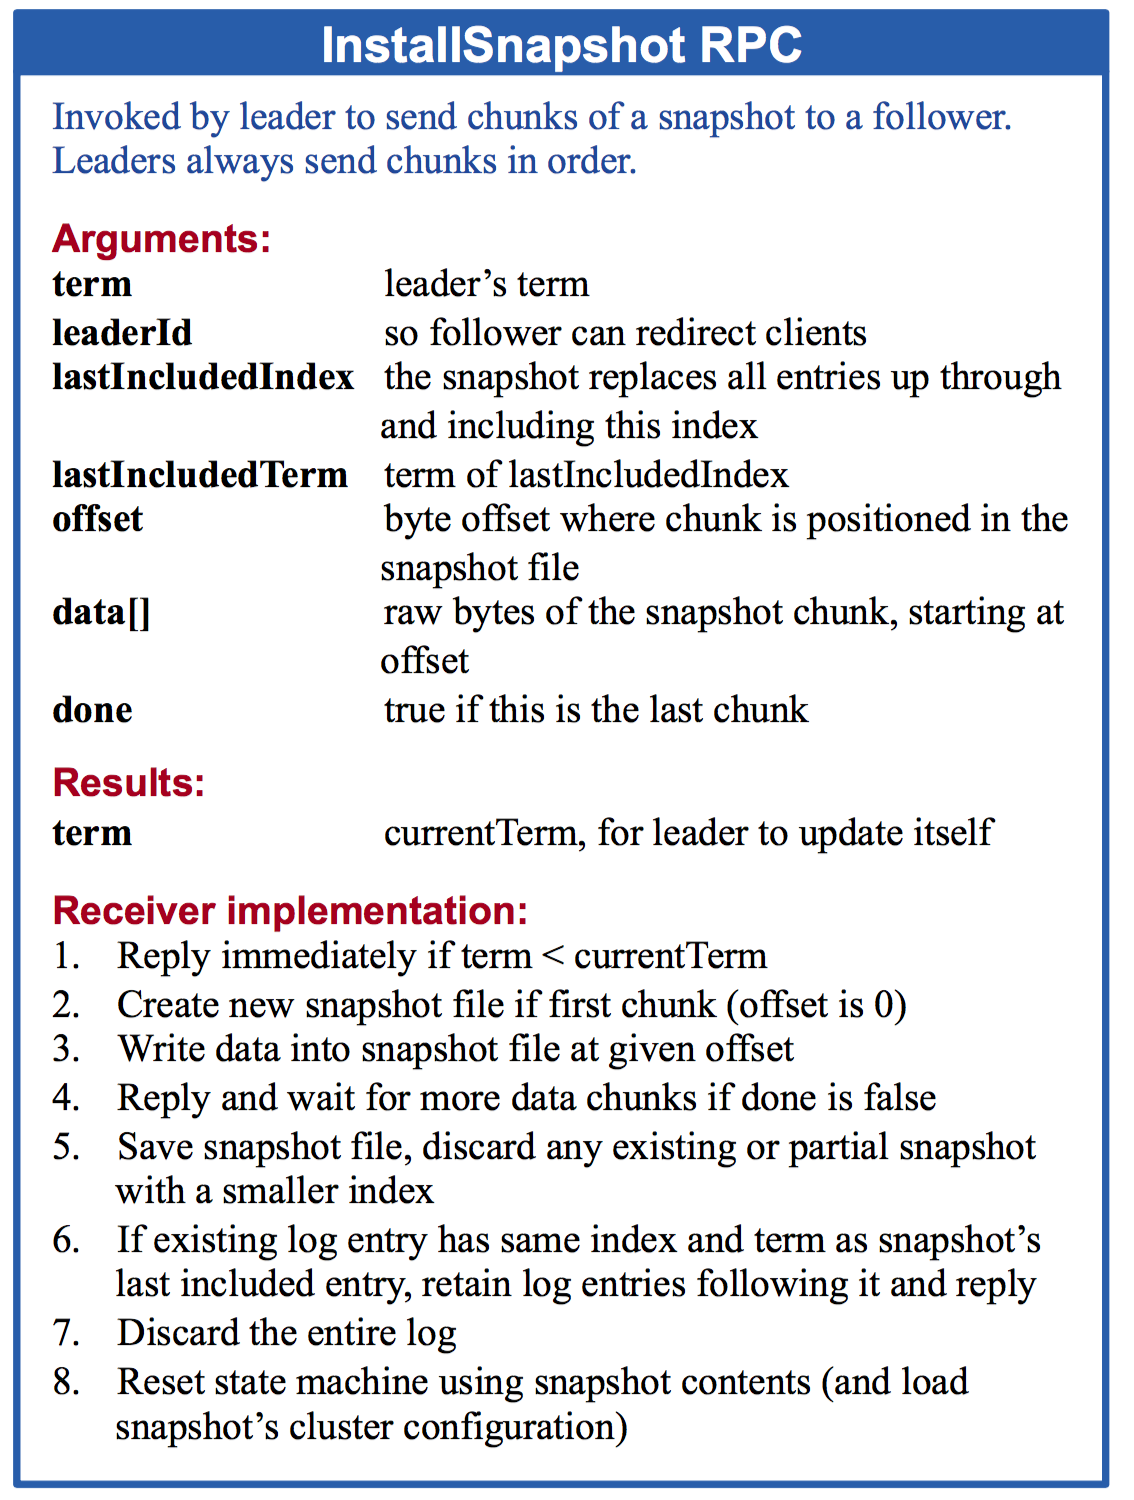 InstallSnapshot RPC
Invoked by leader to send chunks of a snapshot to a follower.
Leaders always send chunks in order.
Arguments:
term leader’s term
leaderId so follower can redirect clients
lastIncludedIndex the snapshot replaces all entries up through
and including this index
lastIncludedTerm term of lastIncludedIndex
offset byte offset where chunk is positioned in the
snapshot file
data[] raw bytes of the snapshot chunk, starting at
offset
done true if this is the last chunk
Results:
term currentTerm, for leader to update itself
Receiver implementation:
1. Reply immediately if term < currentTerm
2. Create new snapshot file if first chunk (offset is 0)
3. Write data into snapshot file at given offset
4. Reply and wait for more data chunks if done is false
5. Save snapshot file, discard any existing or partial snapshot
with a smaller index
6. If existing log entry has same index and term as snapshot’s
last included entry, retain log entries following it and reply
7. Discard the entire log
8. Reset state machine using snapshot contents (and load
snapshot’s cluster configuration)